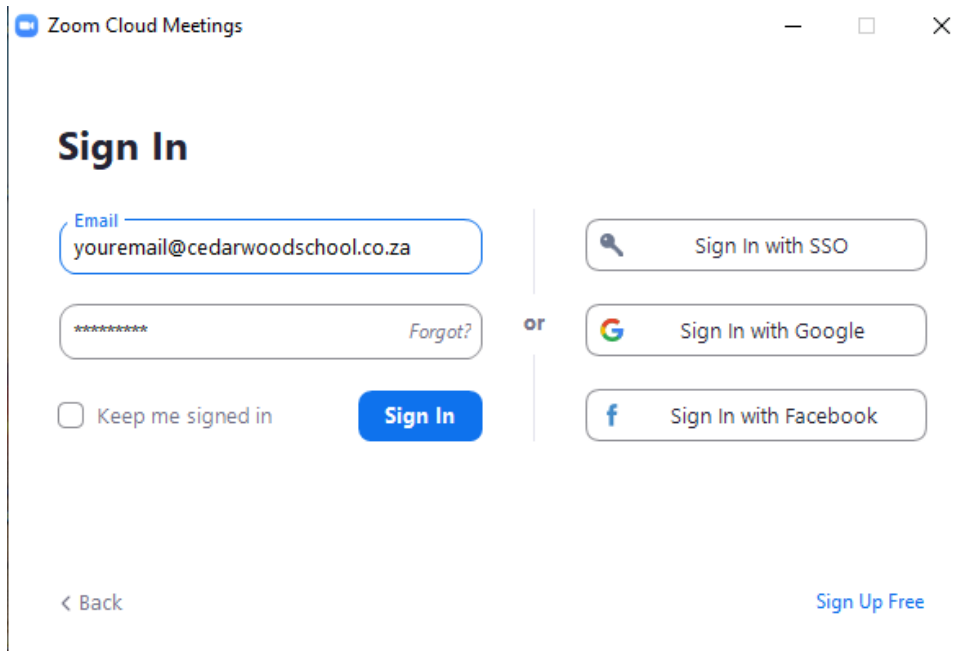 Zoom Cloud Meetings
Sign In
Email
youremail@cedarwoodschool.co.za
********* Forgot?
Keep me signed in
Sign In
or
Sign In with SSO
Sign In with Google
Sign In with Facebook
Back
Sign Up Free